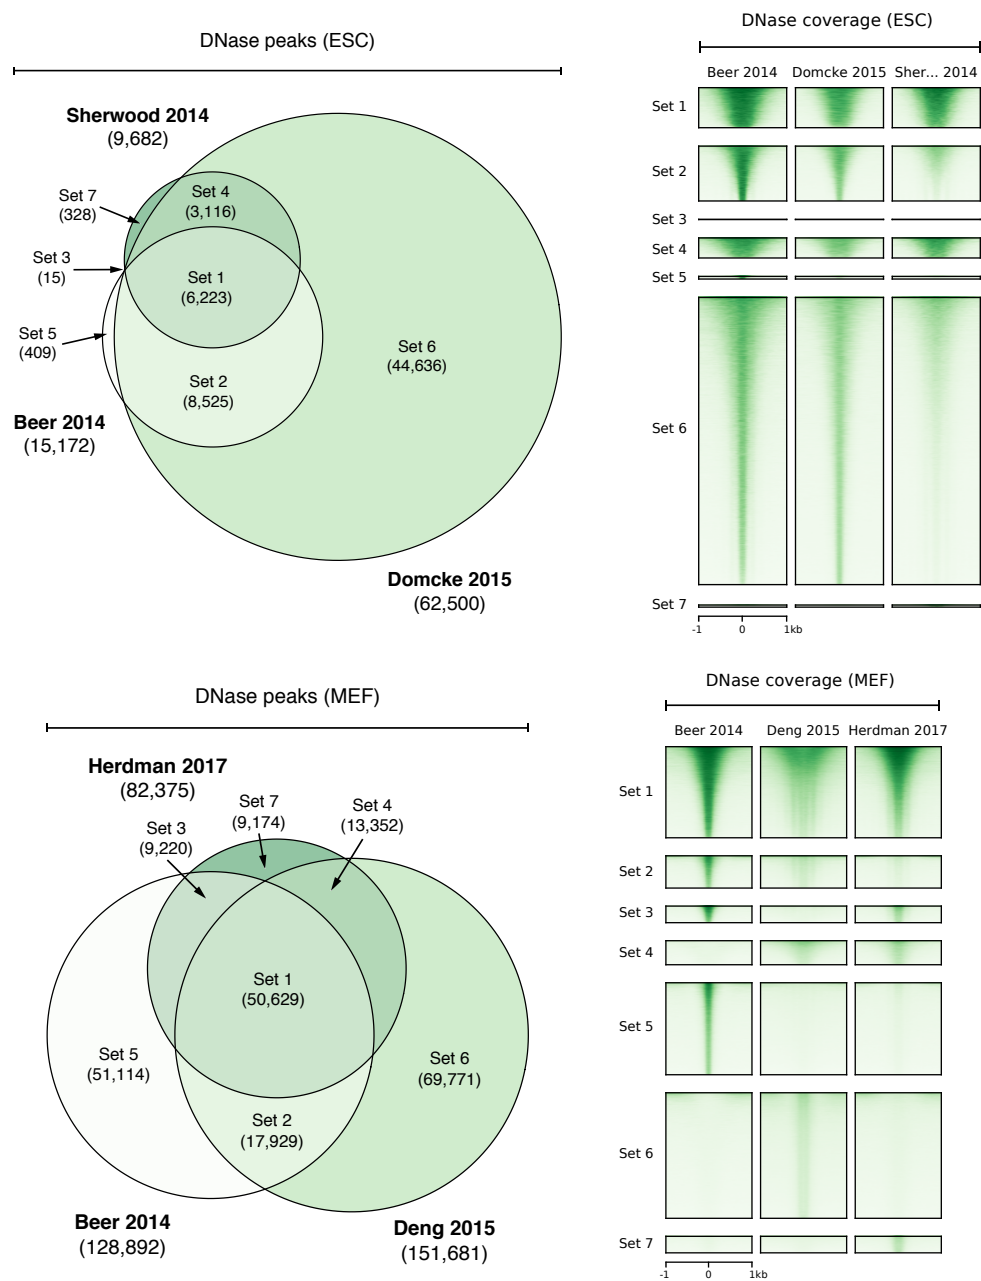 DNase peaks (ESC)
Sherwood 2014
(9,682)
Set 7
(328)
Set 4
(3,116)
Set 3
(15)
Set 1
(6,223)
Set 5
(409)
Set 6
(44,636)
Set 2
(8,525)
Beer 2014
(15,172)
Domcke 2015
(62,500)
DNase coverage (ESC)
Beer 2014 Domcke 2015 Sher... 2014
Set 1
Set 2
Set 3
Set 4
Set 5
Set 6
Set 7
-1 0 1kb
DNase peaks (MEF)
Herdman 2017
(82,375)
Set 7
(9,174)
Set 4
(13,352)
Set 3
(9,220)
Set 1
(50,629)
Set 5
(51,114)
Set 6
(69,771)
Set 2
(17,929)
Beer 2014
(128,892)
Deng 2015
(151,681)
DNase coverage (MEF)
Beer 2014 Deng 2015 Herdman 2017
Set 1
Set 2
Set 3
Set 4
Set 5
Set 6
Set 7
-1 0 1kb